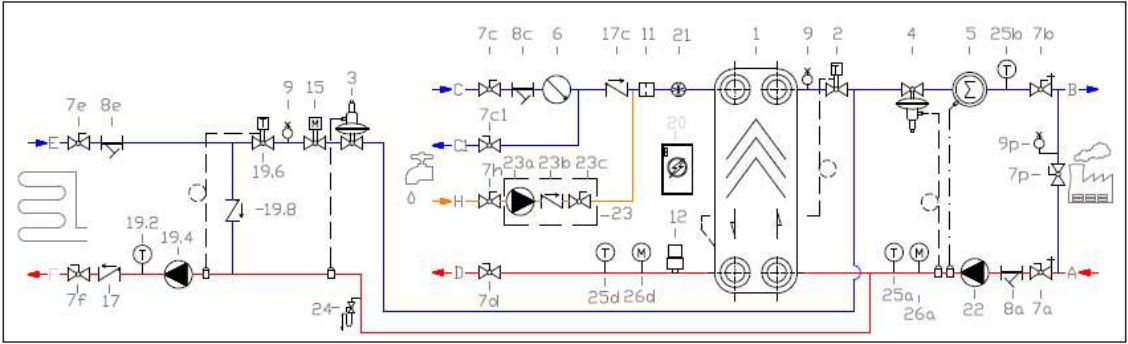 7c 8c 6 17c 11 21 1 9 2 4 5 25b 7b
7e 8e 9 15 3
T M T Σ T
C B
7c1
E C1
20 9p
19.6
23a 23b 23c
7h 7p
H
19.8 23
19.2 19.4 12
T T M T M
F D A
7f 17 24 7d 25d 26d 25a 26a 22 8a 7a